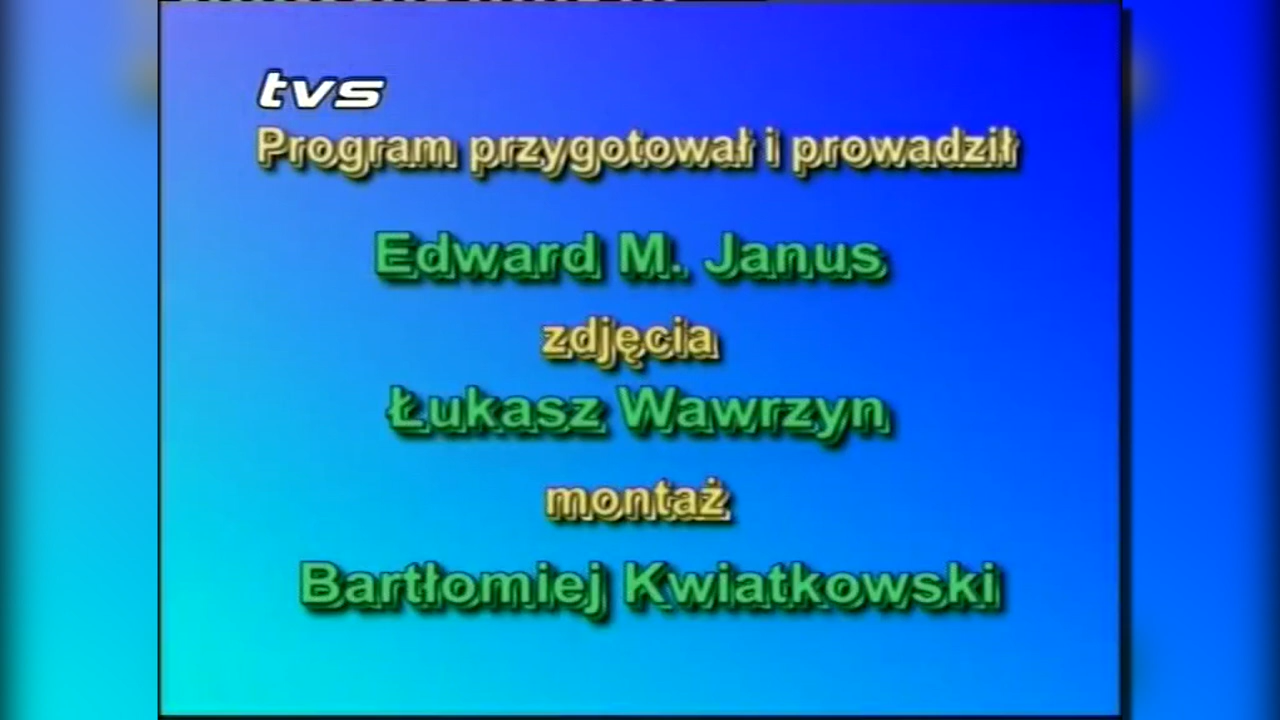 tvs
Program przygotował i prowadził
Edward M. Janus
zdjęcia
Łukasz Wawrzyn
montaż
Bartłomiej Kwiatkowski